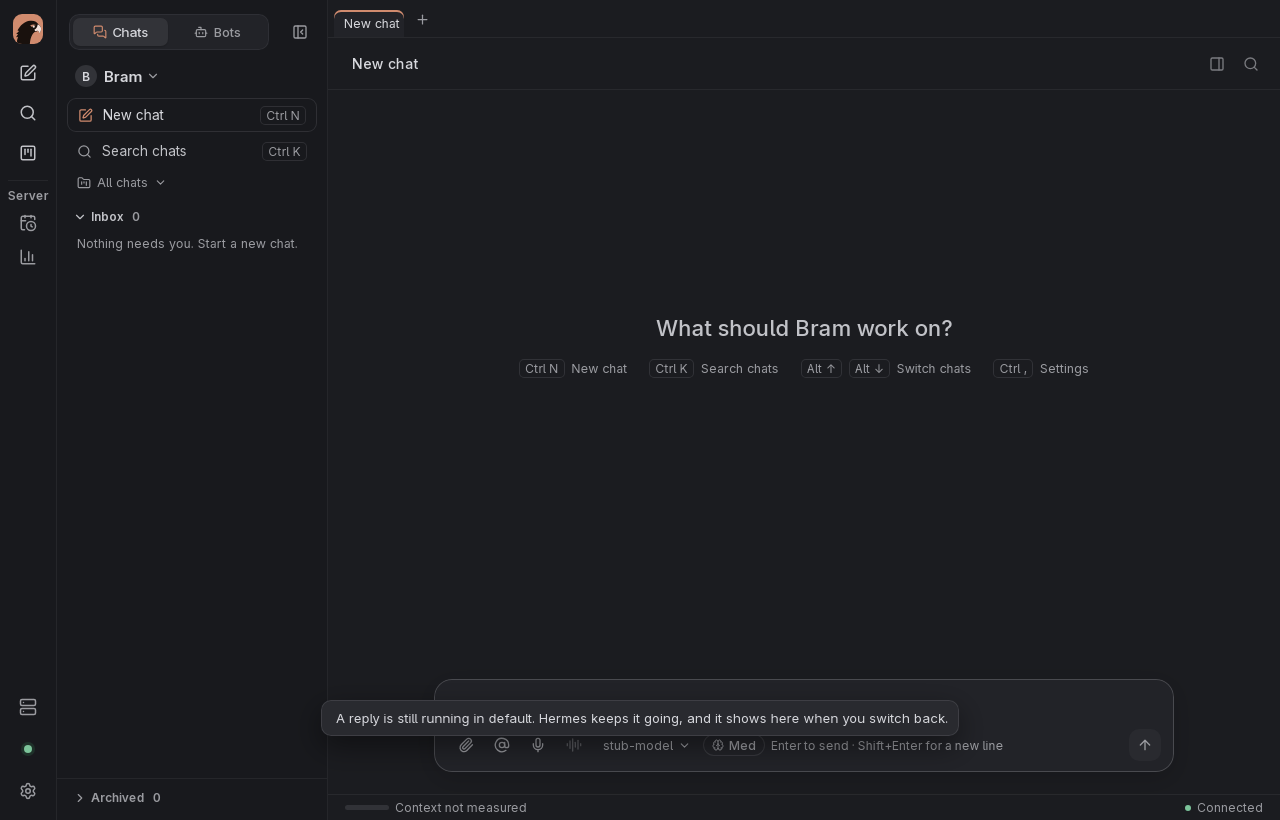 Chats
Bots
B Bram
New chat Ctrl N
Search chats Ctrl K
All chats
Inbox 0
Nothing needs you. Start a new chat.
Server
Archived 0
New chat
New chat
What should Bram work on?
Ctrl N New chat Ctrl K Search chats Alt ↑ Alt ↓ Switch chats Ctrl , Settings
A reply is still running in default. Hermes keeps it going, and it shows here when you switch back.
stub-model Med Enter to send · Shift+Enter for a new line
Context not measured
Connected